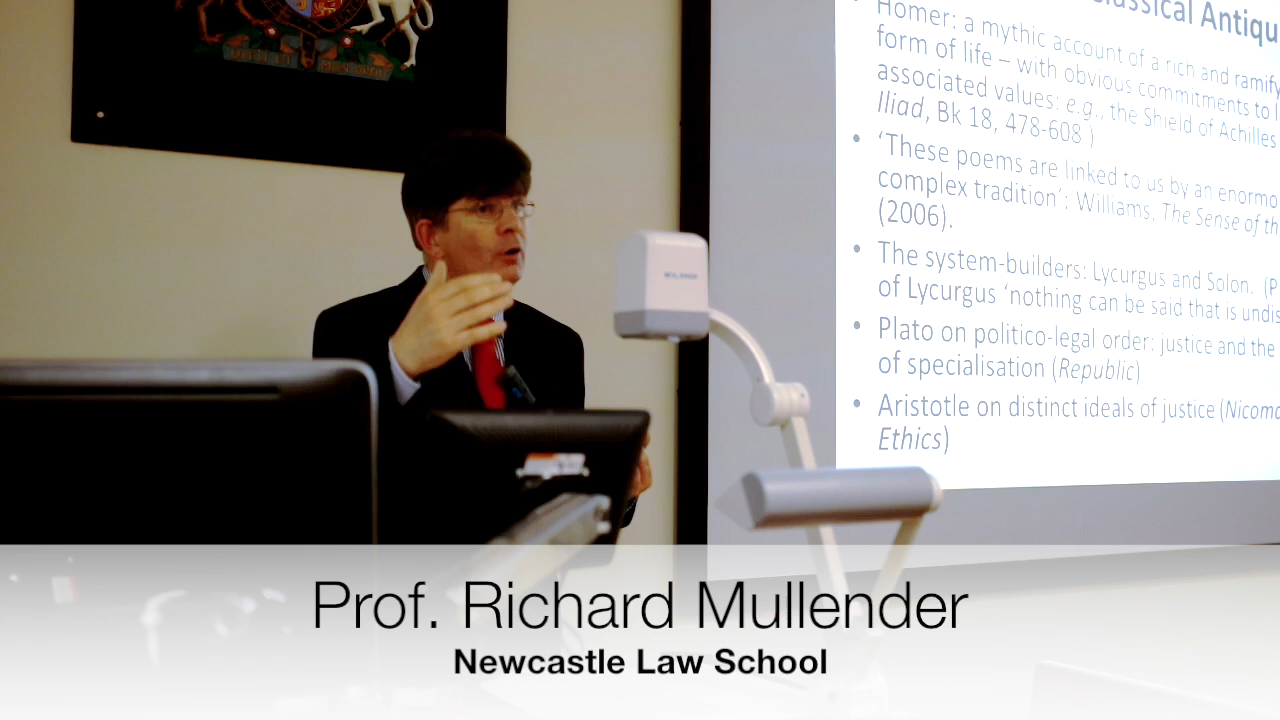 Classical Antiqu
• Homer: a mythic account of a rich and ramify
form of life – with obvious commitments to l
associated values: e.g., the Shield of Achilles
Iliad, Bk 18, 478-608 )
• ‘These poems are linked to us by an enormo
complex tradition’: Williams, The Sense of th
(2006).
• The system-builders: Lycurgus and Solon. (P
of Lycurgus ‘nothing can be said that is undis
• Plato on politico-legal order: justice and the
of specialisation (Republic)
• Aristotle on distinct ideals of justice (Nicoma
Ethics)
Prof. Richard Mullender
Newcastle Law School